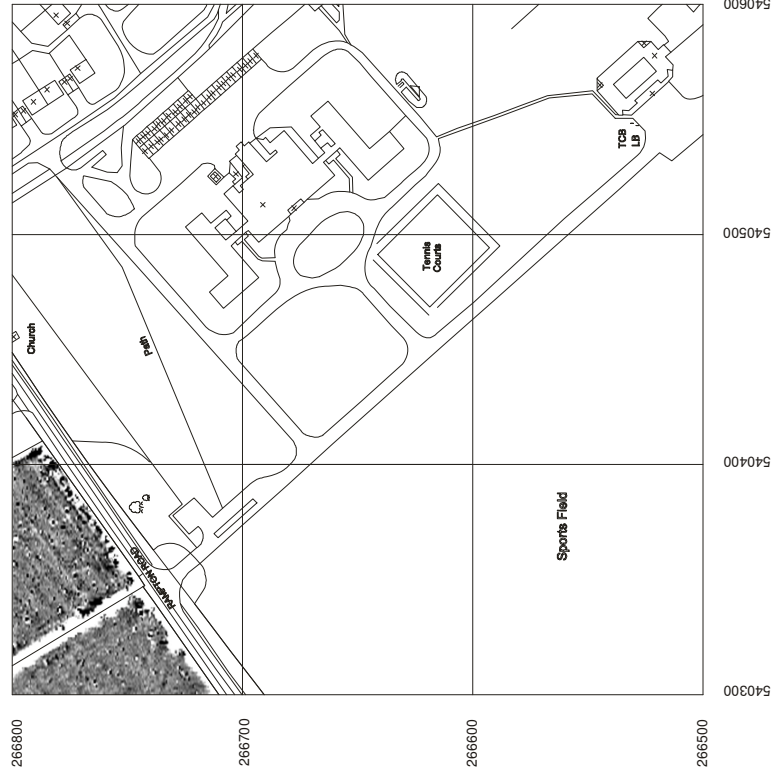 540600
540500
540400
540300
Church
Path
RAMPTON ROAD
Tennis
Courts
TCB
LB
Sports Field
266800
266700
266600
266500